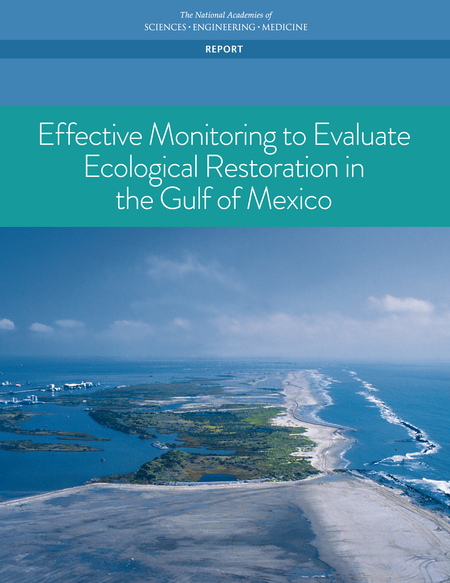 The National Academies of
SCIENCES • ENGINEERING • MEDICINE
REPORT
Effective Monitoring to Evaluate
Ecological Restoration in
the Gulf of Mexico